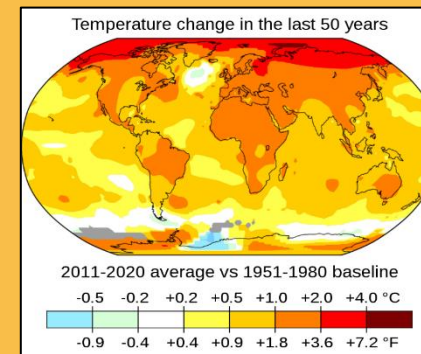 Temperature change in the last 50 years
2011-2020 average vs 1951-1980 baseline
-0.5 -0.2 +0.2 +0.5 +1.0 +2.0 +4.0 °C
-0.9 -0.4 +0.4 +0.9 +1.8 +3.6 +7.2 °F